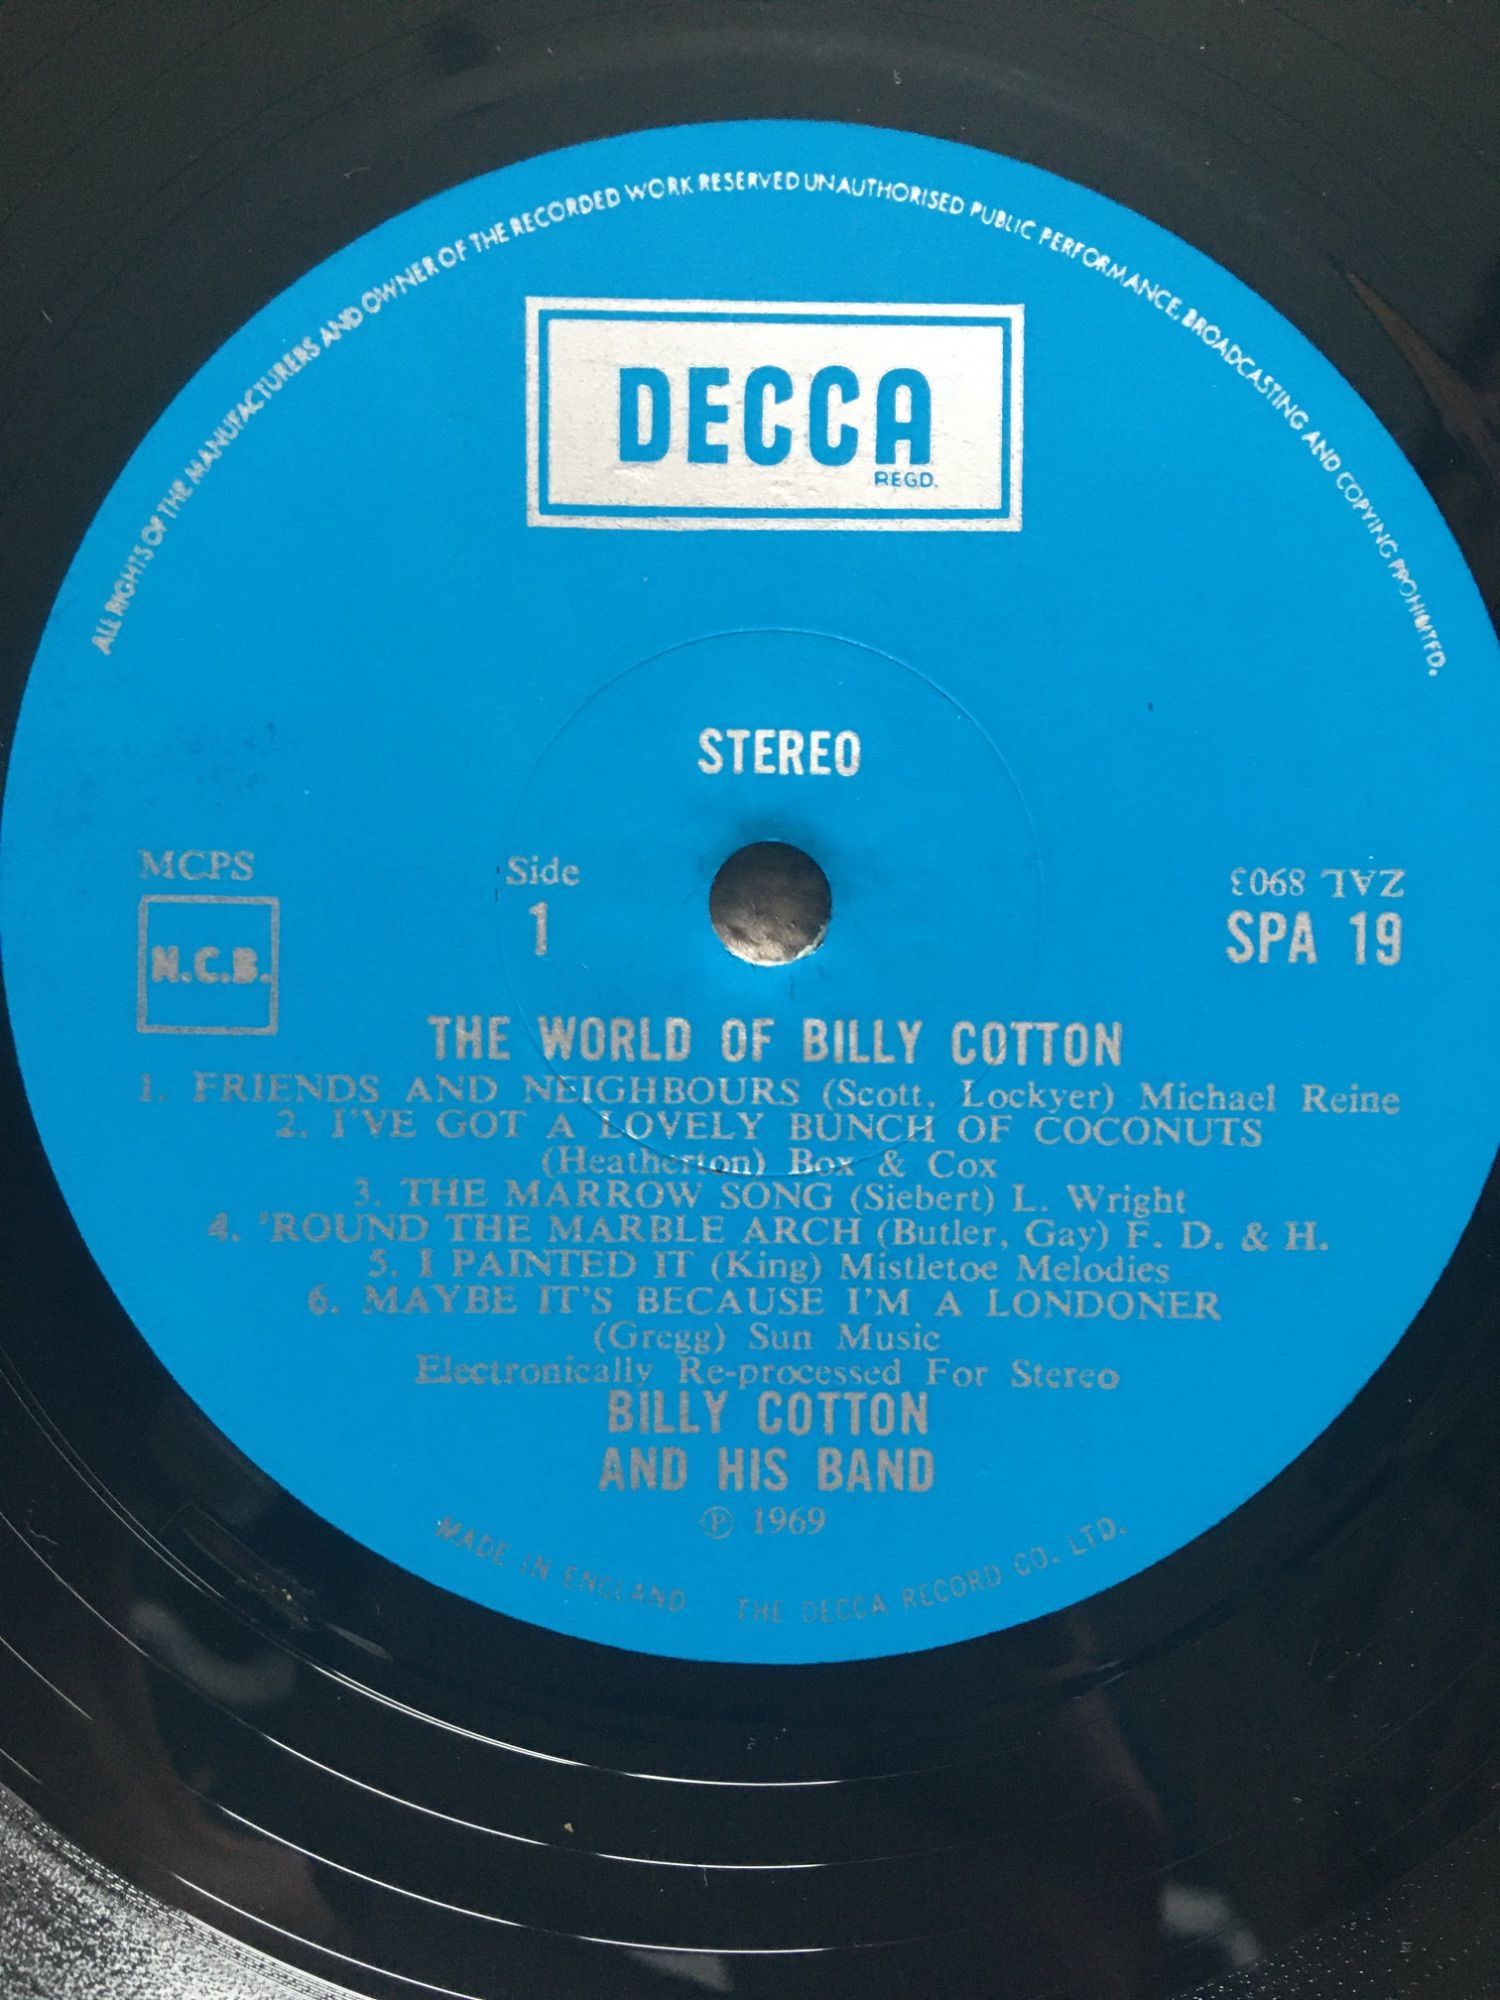 ALL RIGHTS OF THE MANUFACTURERS AND OWNER OF THE RECORDED WORK RESERVED UNAUTHORISED PUBLIC PERFORMANCE, BROADCASTING AND COPYING PROHIBITED.
DECCA
REGD.
STEREO
MCPS
N.C.B.
Side
1
ZAL 8903
SPA 19
THE WORLD OF BILLY COTTON
1. FRIENDS AND NEIGHBOURS (Scott, Lockyer) Michael Reine
2. I'VE GOT A LOVELY BUNCH OF COCONUTS
(Heatherton) Box & Cox
3. THE MARROW SONG (Siebert) L. Wright
4. 'ROUND THE MARBLE ARCH (Butler, Gay) F. D. & H.
5. I PAINTED IT (King) Mistletoe Melodies
6. MAYBE IT'S BECAUSE I'M A LONDONER
(Gregg) Sun Music
Electronically Re-processed For Stereo
BILLY COTTON
AND HIS BAND
℗ 1969
MADE IN ENGLAND THE DECCA RECORD CO. LTD.